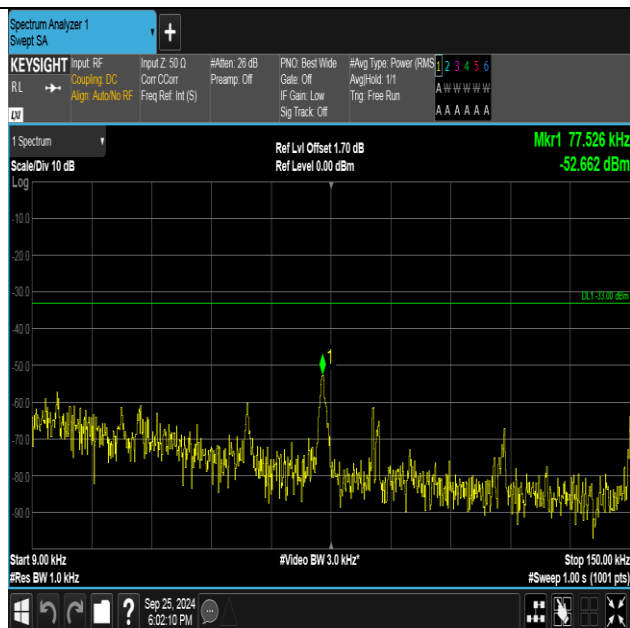 Spectrum Analyzer 1
Swept SA
+
KEYSIGHT
RL
LXI
Input: RF
Coupling: DC
Align: Auto/No RF
Input Z: 50 Ω
Corr CCorr
Freq Ref: Int (S)
#Atten: 26 dB
Preamp: Off
PNO: Best Wide
Gate: Off
IF Gain: Low
Sig Track: Off
#Avg Type: Power (RMS
Avg|Hold: 1/1
Trig: Free Run
1 2 3 4 5 6
A W W W W W
A A A A A A
1 Spectrum
Scale/Div 10 dB
Ref Lvl Offset 1.70 dB
Ref Level 0.00 dBm
Mkr1 77.526 kHz
-52.662 dBm
Log
-10.0
-20.0
-30.0
DL1 -33.00 dBm
-40.0
-50.0
1
-60.0
-70.0
-80.0
-90.0
Start 9.00 kHz
#Video BW 3.0 kHz*
Stop 150.00 kHz
#Res BW 1.0 kHz
#Sweep 1.00 s (1001 pts)
?
Sep 25, 2024
6:02:10 PM